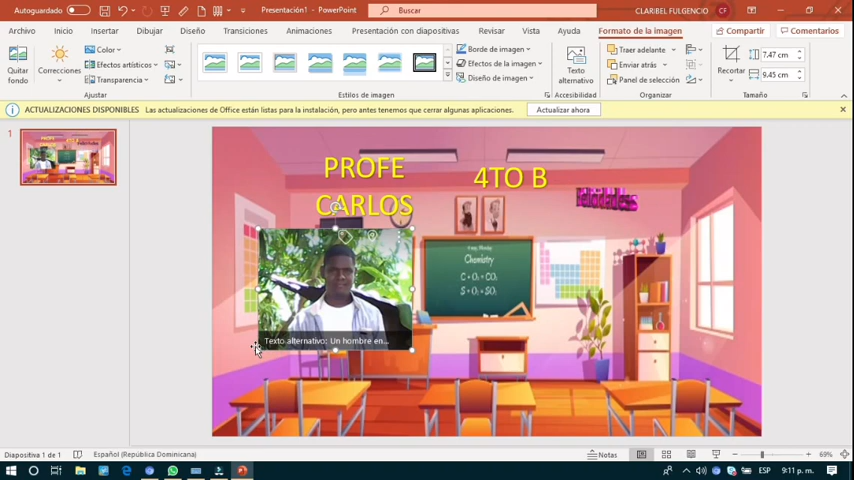 Autoguardado
Presentación1 - PowerPoint
Buscar
CLARIBEL FULGENCIO
CF
Archivo
Inicio
Insertar
Dibujar
Diseño
Transiciones
Animaciones
Presentación con diapositivas
Revisar
Vista
Ayuda
Formato de la imagen
Compartir
Comentarios
Quitar fondo
Correcciones
Color
Efectos artísticos
Transparencia
Ajustar
Estilos de imagen
Borde de imagen
Efectos de la imagen
Diseño de imagen
Texto alternativo
Accesibilidad
Traer adelante
Enviar atrás
Panel de selección
Organizar
Recortar
7.47 cm
9.45 cm
Tamaño
ACTUALIZACIONES DISPONIBLES Las actualizaciones de Office están listas para la instalación, pero antes tenemos que cerrar algunas aplicaciones.
Actualizar ahora
1
PROFE
CARLOS
4TO B
Chemistry
C + O₂ = CO₂
S + O₂ = SO₂
Texto alternativo: Un hombre en...
Diapositiva 1 de 1
Español (República Dominicana)
Notas
69%
ESP
9:11 p. m.